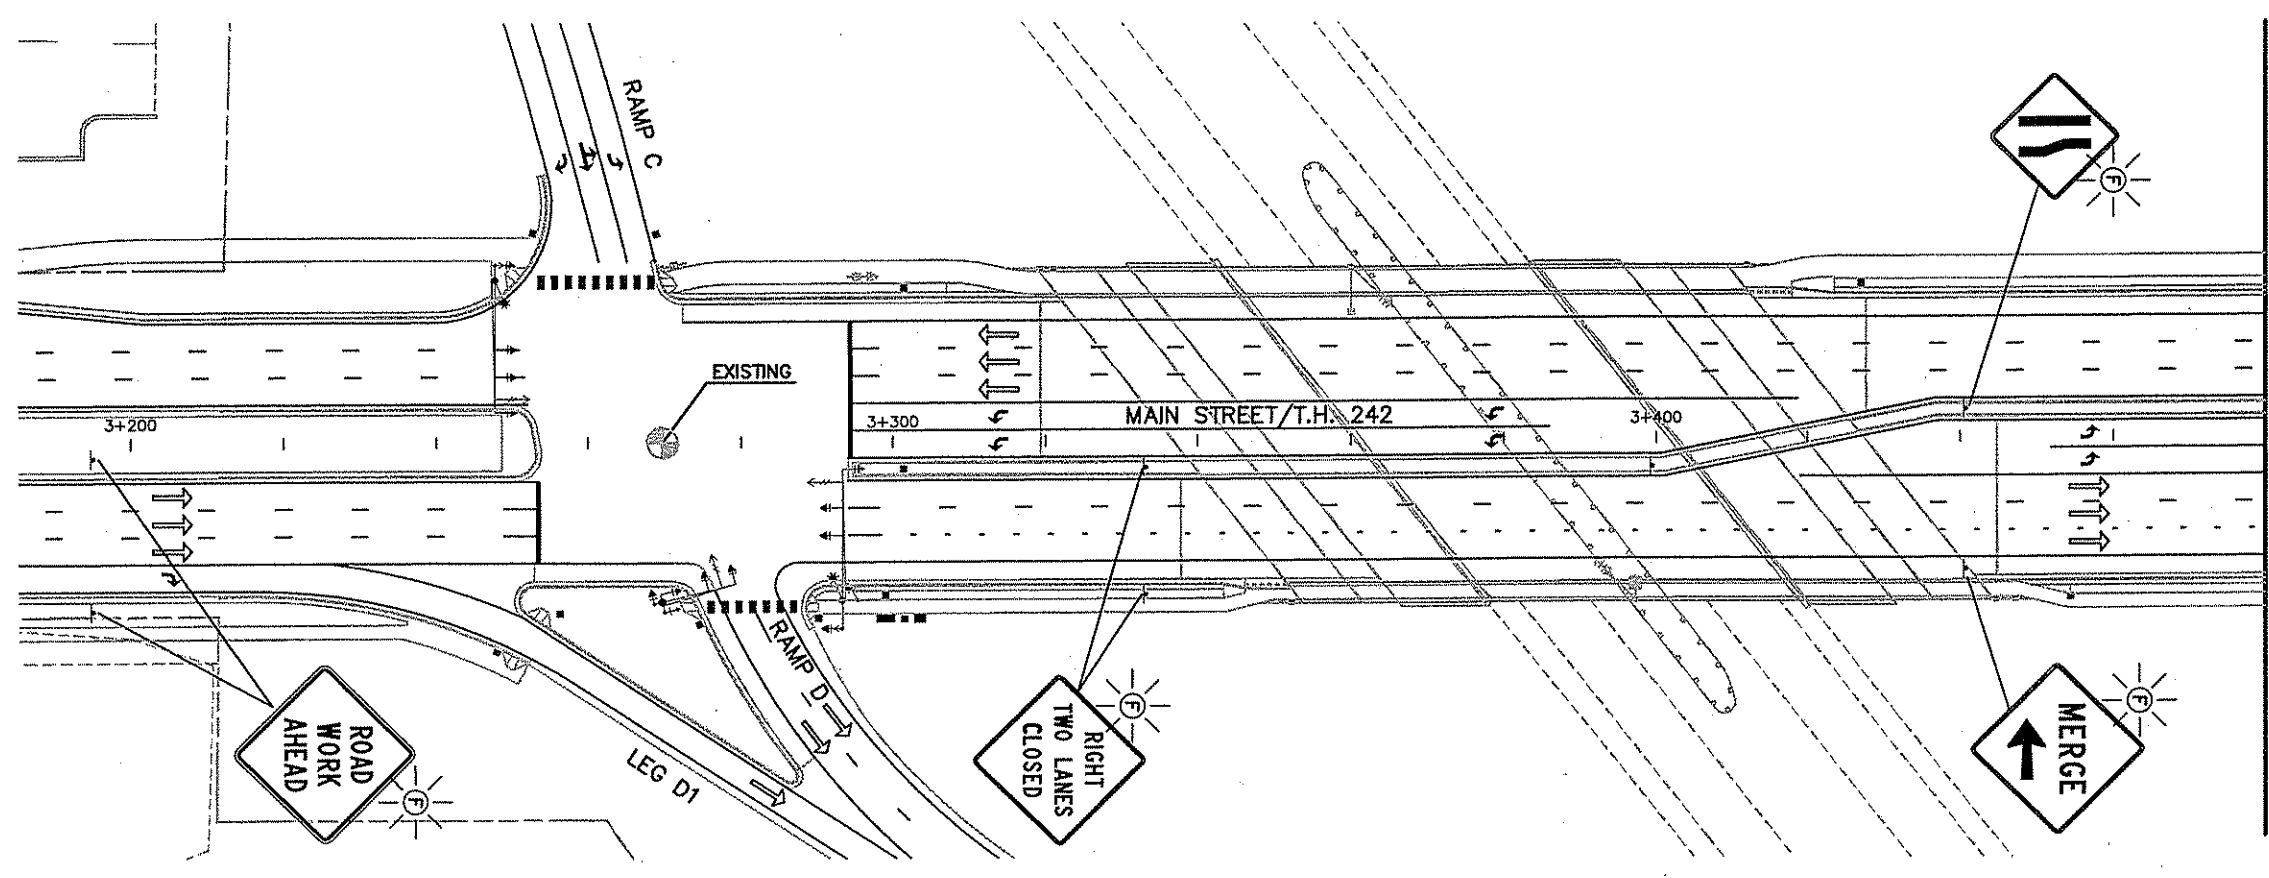 RAMP C
F
EXISTING
3+200
3+300
MAIN STREET/T.H. 242
3+400
RAMP D
LEG D1
ROAD
WORK
AHEAD
F
RIGHT
TWO LANES
CLOSED
F
MERGE
F